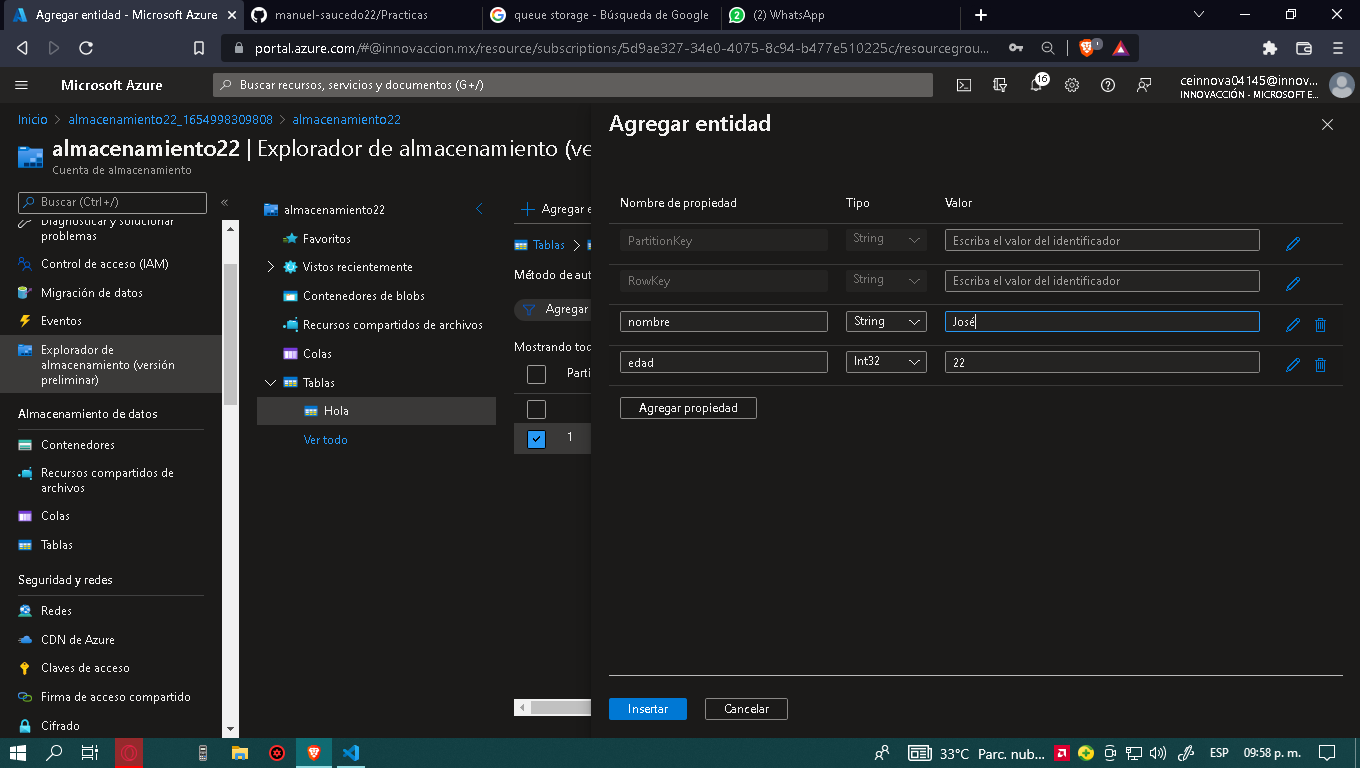 Agregar entidad - Microsoft Azure
manuel-saucedo22/Practicas
queue storage - Búsqueda de Google
(2) WhatsApp
portal.azure.com/#@innovaccion.mx/resource/subscriptions/5d9ae327-34e0-4075-8c94-b477e510225c/resourcegrou...
Microsoft Azure
Buscar recursos, servicios y documentos (G+/)
16
ceinnova04145@innov...
INNOVACCIÓN - MICROSOFT E...
Inicio > almacenamiento22_1654998309808 > almacenamiento22
almacenamiento22 | Explorador de almacenamiento (ve
Cuenta de almacenamiento
Buscar (Ctrl+/)
Diagnosticar y solucionar
problemas
Control de acceso (IAM)
Migración de datos
Eventos
Explorador de
almacenamiento (versión
preliminar)
Almacenamiento de datos
Contenedores
Recursos compartidos de
archivos
Colas
Tablas
Seguridad y redes
Redes
CDN de Azure
Claves de acceso
Firma de acceso compartido
Cifrado
almacenamiento22
Favoritos
Vistos recientemente
Contenedores de blobs
Recursos compartidos de archivos
Colas
Tablas
Hola
Ver todo
Agregar e
Tablas
Método de aut
Agregar
Mostrando tod
Parti
1
Agregar entidad
Nombre de propiedad Tipo Valor
PartitionKey String Escriba el valor del identificador
RowKey String Escriba el valor del identificador
nombre String José
edad Int32 22
Agregar propiedad
Insertar Cancelar
33°C Parc. nub... ESP 09:58 p. m.